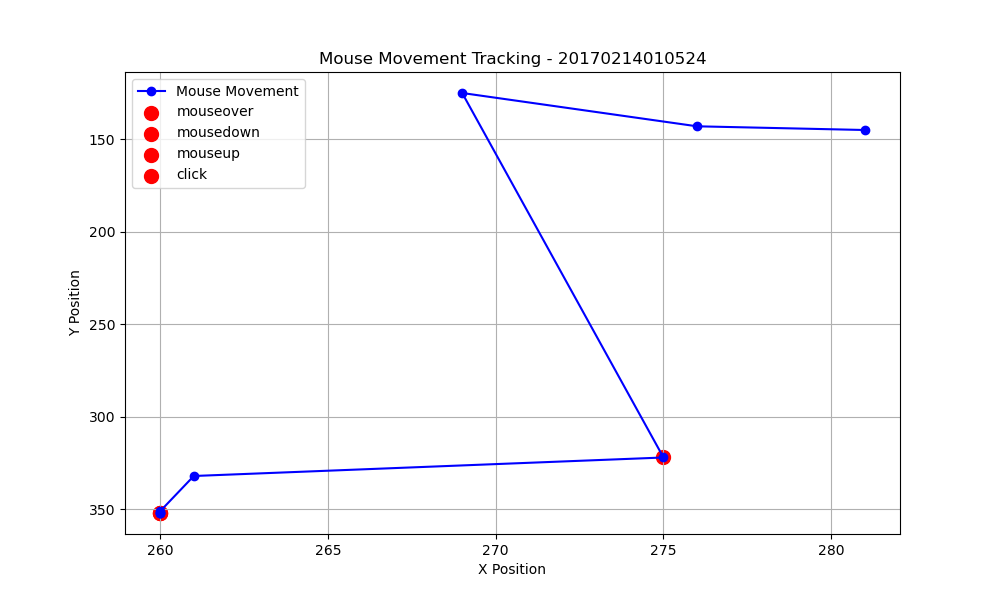 Mouse Movement Tracking - 20170214010524
Mouse Movement
mouseover
mousedown
mouseup
click
150
200
250
300
350
Y Position
260
265
270
275
280
X Position